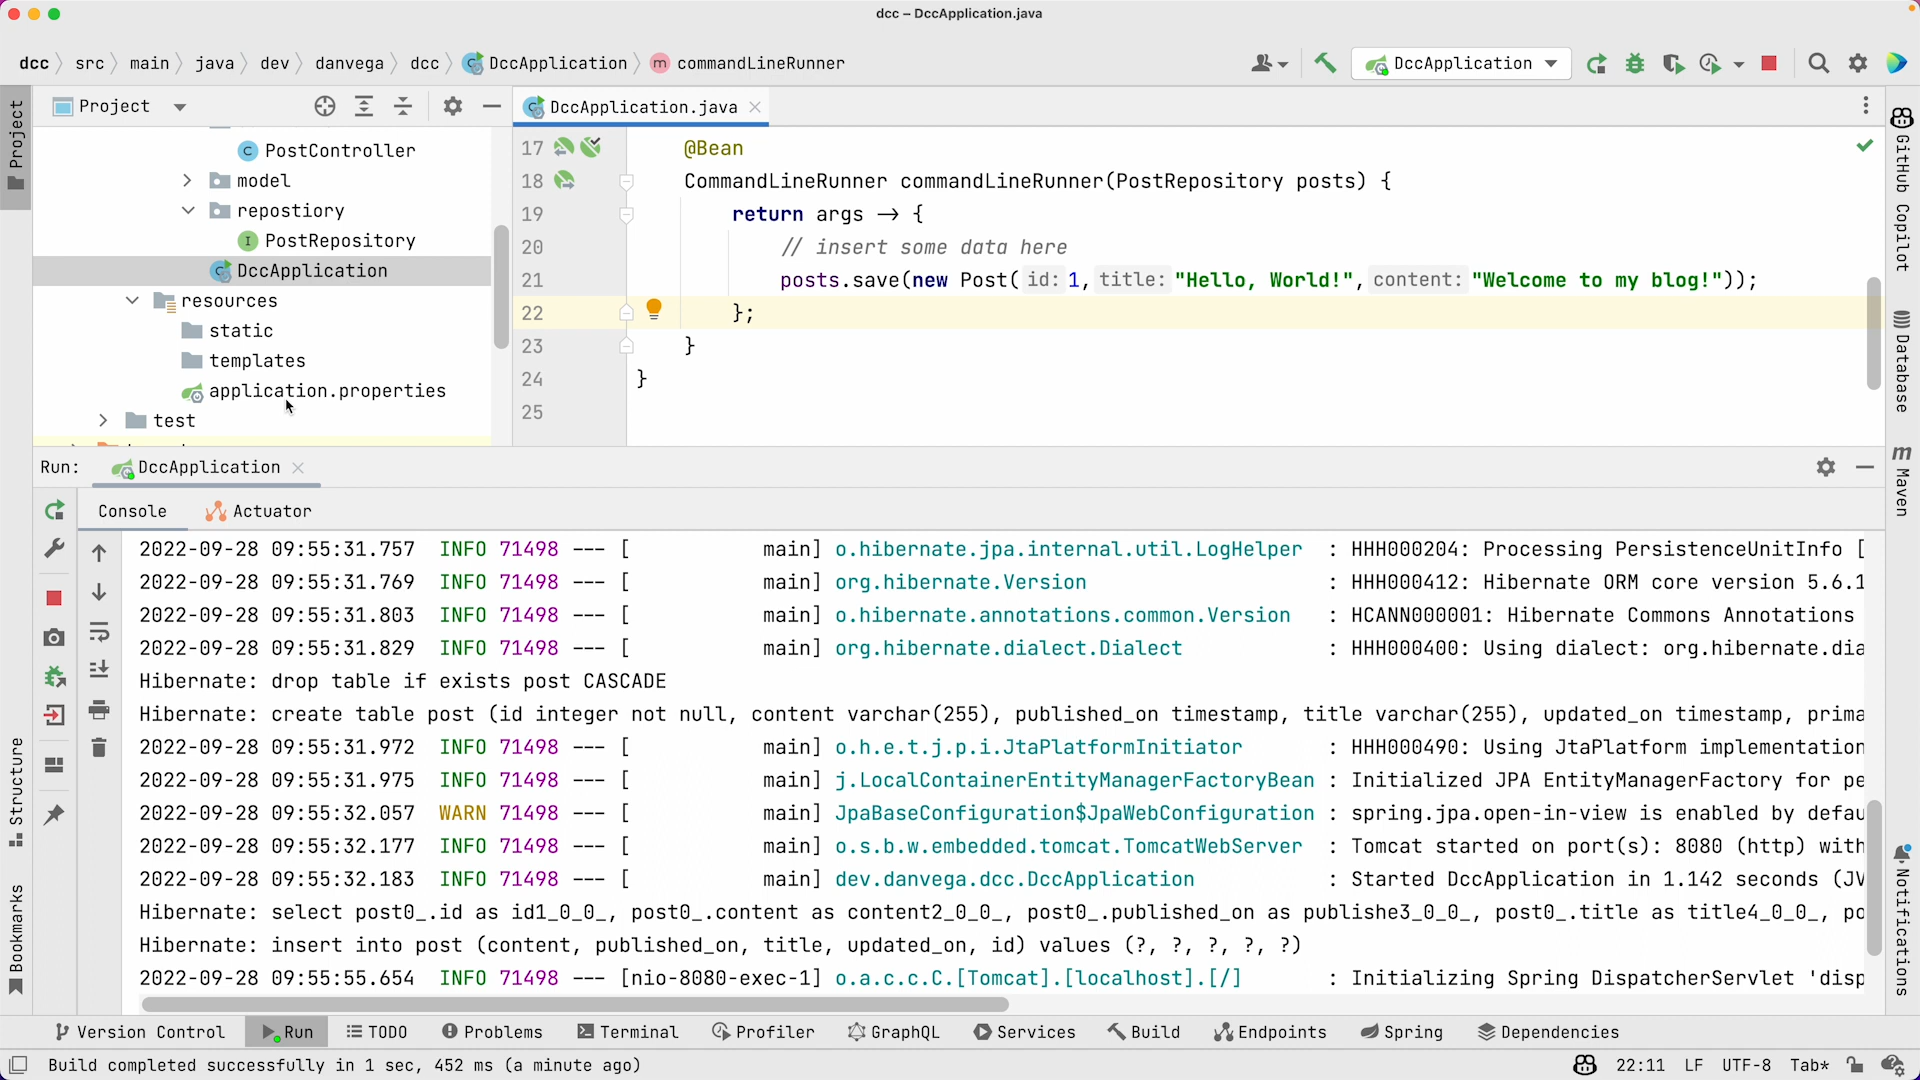 dcc – DccApplication.java
dcc src main java dev danvega dcc DccApplication m commandLineRunner
DccApplication
Project
Project
DccApplication.java
C PostController
model
repostiory
I PostRepository
DccApplication
resources
static
templates
application.properties
test
17 @Bean
18 CommandLineRunner commandLineRunner(PostRepository posts) {
19 return args → {
20 // insert some data here
21 posts.save(new Post( id: 1, title: "Hello, World!", content: "Welcome to my blog!"));
22 };
23 }
24 }
25
GitHub Copilot
Database
m Maven
Notifications
Run: DccApplication
Console Actuator
2022-09-28 09:55:31.757 INFO 71498 --- [ main] o.hibernate.jpa.internal.util.LogHelper : HHH000204: Processing PersistenceUnitInfo [
2022-09-28 09:55:31.769 INFO 71498 --- [ main] org.hibernate.Version : HHH000412: Hibernate ORM core version 5.6.1
2022-09-28 09:55:31.803 INFO 71498 --- [ main] o.hibernate.annotations.common.Version : HCANN000001: Hibernate Commons Annotations
2022-09-28 09:55:31.829 INFO 71498 --- [ main] org.hibernate.dialect.Dialect : HHH000400: Using dialect: org.hibernate.dia
Hibernate: drop table if exists post CASCADE
Hibernate: create table post (id integer not null, content varchar(255), published_on timestamp, title varchar(255), updated_on timestamp, prima
2022-09-28 09:55:31.972 INFO 71498 --- [ main] o.h.e.t.j.p.i.JtaPlatformInitiator : HHH000490: Using JtaPlatform implementation
2022-09-28 09:55:31.975 INFO 71498 --- [ main] j.LocalContainerEntityManagerFactoryBean : Initialized JPA EntityManagerFactory for pe
2022-09-28 09:55:32.057 WARN 71498 --- [ main] JpaBaseConfiguration$JpaWebConfiguration : spring.jpa.open-in-view is enabled by defau
2022-09-28 09:55:32.177 INFO 71498 --- [ main] o.s.b.w.embedded.tomcat.TomcatWebServer : Tomcat started on port(s): 8080 (http) with
2022-09-28 09:55:32.183 INFO 71498 --- [ main] dev.danvega.dcc.DccApplication : Started DccApplication in 1.142 seconds (JV
Hibernate: select post0_.id as id1_0_0_, post0_.content as content2_0_0_, post0_.published_on as publishe3_0_0_, post0_.title as title4_0_0_, po
Hibernate: insert into post (content, published_on, title, updated_on, id) values (?, ?, ?, ?, ?)
2022-09-28 09:55:55.654 INFO 71498 --- [nio-8080-exec-1] o.a.c.c.C.[Tomcat].[localhost].[/] : Initializing Spring DispatcherServlet 'disp
Structure
Bookmarks
Version Control Run TODO Problems Terminal Profiler GraphQL Services Build Endpoints Spring Dependencies
Build completed successfully in 1 sec, 452 ms (a minute ago) 22:11 LF UTF-8 Tab*